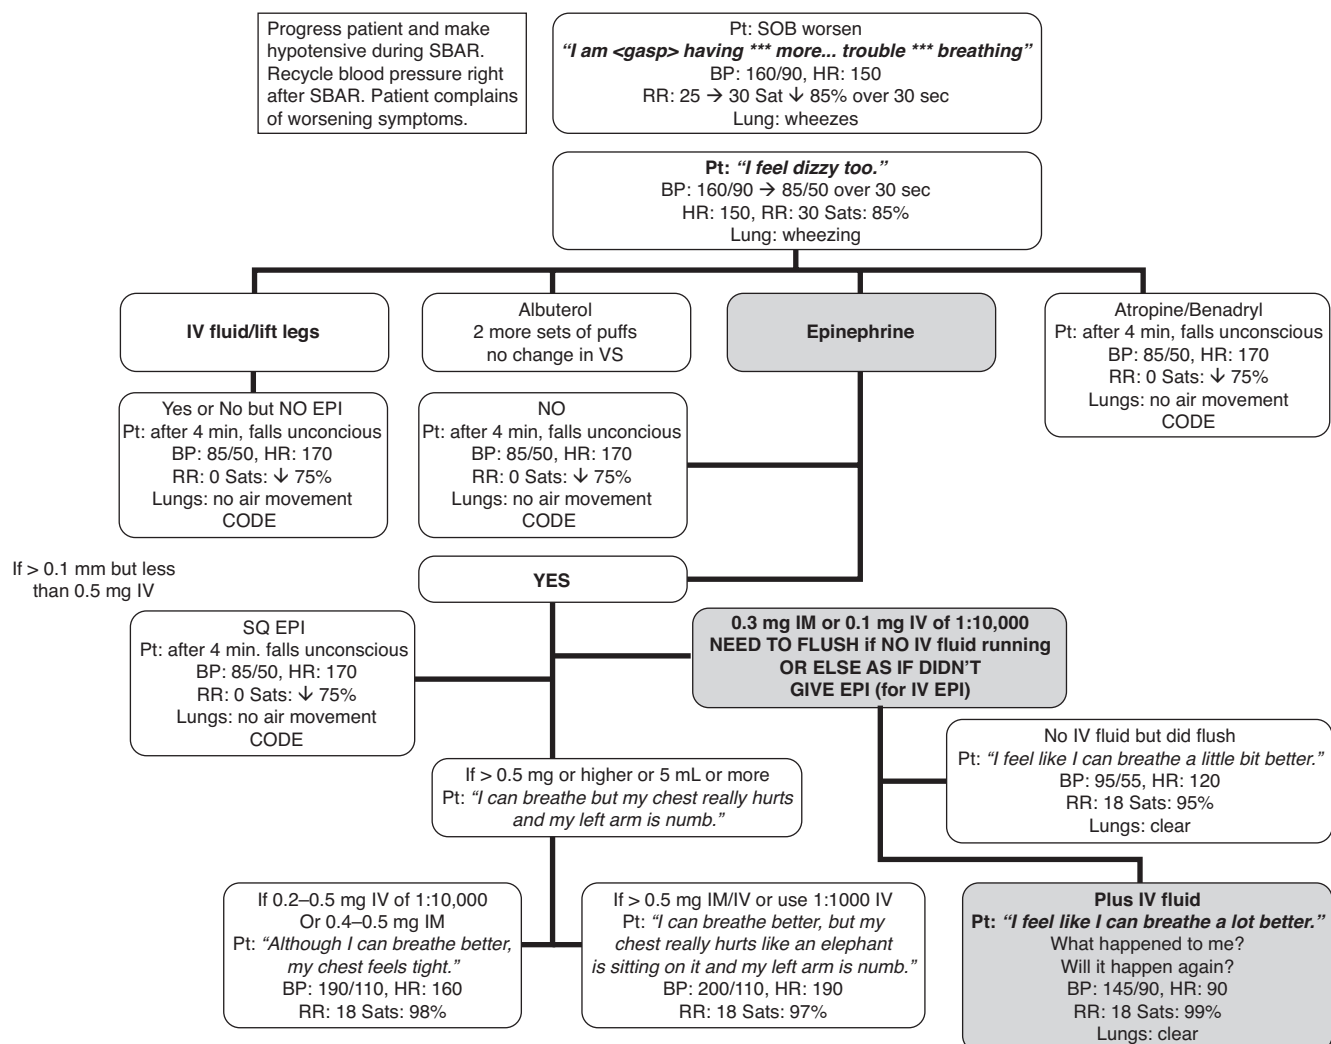 Progress patient and make
hypotensive during SBAR.
Recycle blood pressure right
after SBAR. Patient complains
of worsening symptoms.
Pt: SOB worsen
“I am <gasp> having *** more... trouble *** breathing”
BP: 160/90, HR: 150
RR: 25 → 30 Sat ↓ 85% over 30 sec
Lung: wheezes
Pt: “I feel dizzy too.”
BP: 160/90 → 85/50 over 30 sec
HR: 150, RR: 30 Sats: 85%
Lung: wheezing
IV fluid/lift legs
Albuterol
2 more sets of puffs
no change in VS
Epinephrine
Atropine/Benadryl
Pt: after 4 min, falls unconscious
BP: 85/50, HR: 170
RR: 0 Sats: ↓ 75%
Lungs: no air movement
CODE
Yes or No but NO EPI
Pt: after 4 min, falls unconcious
BP: 85/50, HR: 170
RR: 0 Sats: ↓ 75%
Lungs: no air movement
CODE
NO
Pt: after 4 min, falls unconcious
BP: 85/50, HR: 170
RR: 0 Sats: ↓ 75%
Lungs: no air movement
CODE
If > 0.1 mm but less
than 0.5 mg IV
YES
SQ EPI
Pt: after 4 min. falls unconscious
BP: 85/50, HR: 170
RR: 0 Sats: ↓ 75%
Lungs: no air movement
CODE
0.3 mg IM or 0.1 mg IV of 1:10,000
NEED TO FLUSH if NO IV fluid running
OR ELSE AS IF DIDN’T
GIVE EPI (for IV EPI)
No IV fluid but did flush
Pt: “I feel like I can breathe a little bit better.”
BP: 95/55, HR: 120
RR: 18 Sats: 95%
Lungs: clear
If > 0.5 mg or higher or 5 mL or more
Pt: “I can breathe but my chest really hurts
and my left arm is numb.”
If 0.2–0.5 mg IV of 1:10,000
Or 0.4–0.5 mg IM
Pt: “Although I can breathe better,
my chest feels tight.”
BP: 190/110, HR: 160
RR: 18 Sats: 98%
If > 0.5 mg IM/IV or use 1:1000 IV
Pt: “I can breathe better, but my
chest really hurts like an elephant
is sitting on it and my left arm is numb.”
BP: 200/110, HR: 190
RR: 18 Sats: 97%
Plus IV fluid
Pt: “I feel like I can breathe a lot better.”
What happened to me?
Will it happen again?
BP: 145/90, HR: 90
RR: 18 Sats: 99%
Lungs: clear